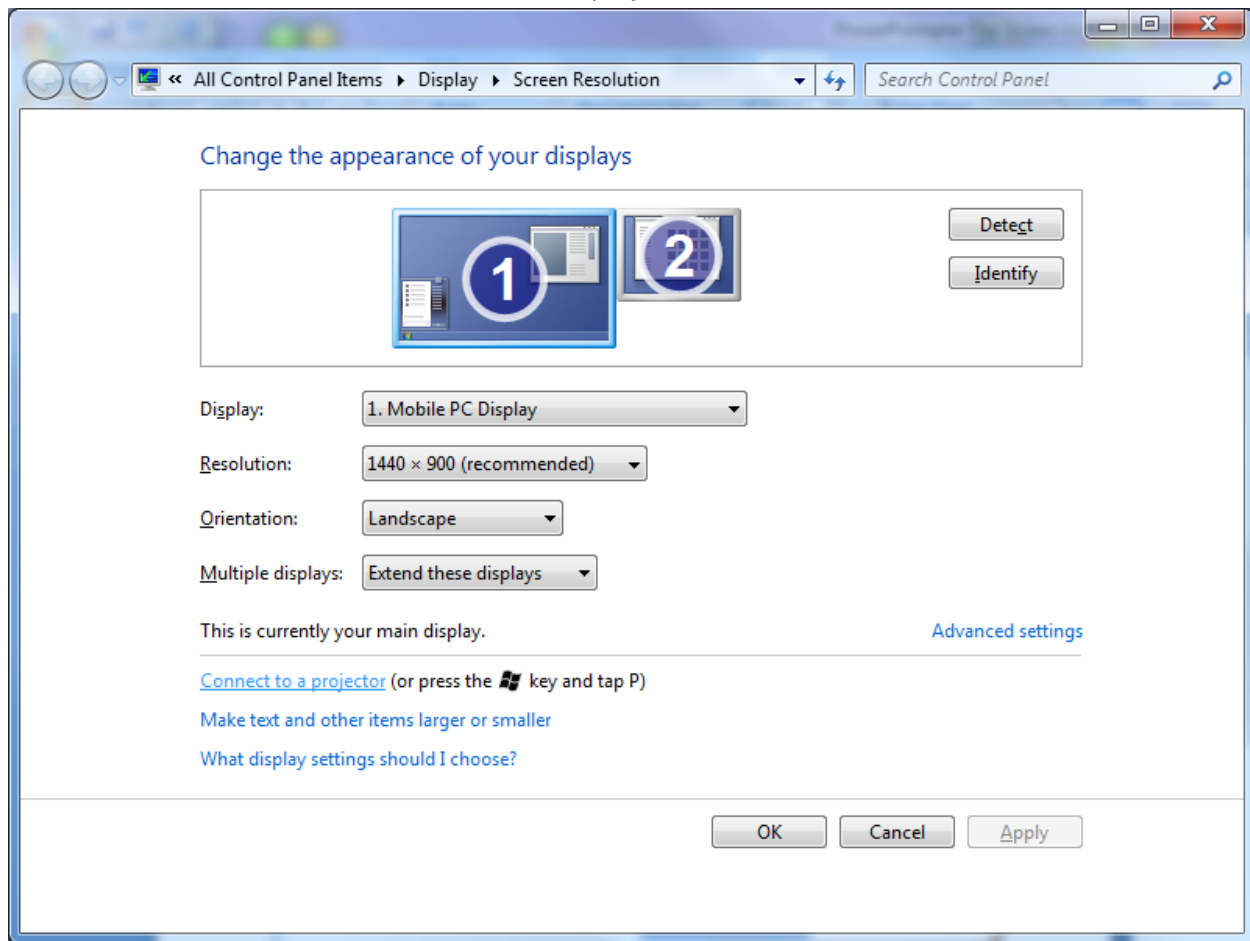 « All Control Panel Items ▸ Display ▸ Screen Resolution
Search Control Panel
Change the appearance of your displays
1
2
Detect
Identify
Display: 1. Mobile PC Display
Resolution: 1440 × 900 (recommended)
Orientation: Landscape
Multiple displays: Extend these displays
This is currently your main display. Advanced settings
Connect to a projector (or press the key and tap P)
Make text and other items larger or smaller
What display settings should I choose?
OK Cancel Apply